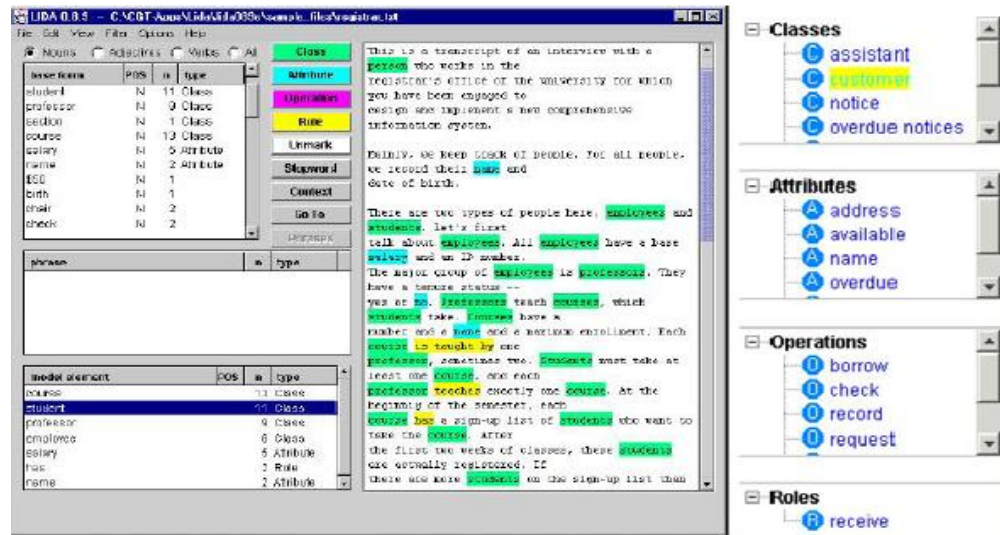 LIDA 0.8.5 -- C:\CGT-Apps\Lida\lida085b\sample_files\registrar.txt
File Edit View Filter Options Help
Nouns Adjectives Verbs All
base form POS n type
student N 11 Class
professor N 9 Class
section N 1 Class
course N 13 Class
salary N 5 Attribute
name N 2 Attribute
$50 N 1
birth N 1
chair N 2
check N 2
Class
Attribute
Operation
Role
Unmark
Stopword
Context
Go To
Phrases
phrase n type
model element POS n type
course 13 Class
student 11 Class
professor 9 Class
employee 6 Class
salary 5 Attribute
has 2 Role
name 2 Attribute
This is a transcript of an interview with a
person who works in the
registrar's office of the university for which
you have been engaged to
design and implement a new comprehensive
information system.
Mainly, we keep track of people. For all people,
we record their name and
date of birth.
There are two types of people here, employees and
students. Let's first
talk about employees. All employees have a base
salary and an ID number.
The major group of employees is professors. They
have a tenure status --
yes or no. Professors teach courses, which
students take. Courses have a
number and a name and a maximum enrollment. Each
course is taught by one
professor, sometimes two. Students must take at
least one course, and each
professor teaches exactly one course. At the
beginning of the semester, each
course has a sign-up list of students who want to
take the course. After
the first two weeks of classes, these students
are actually registered. If
there are more students on the sign-up list than
Classes
C assistant
C customer
C notice
C overdue notices
Attributes
A address
A available
A name
A overdue
Operations
O borrow
O check
O record
O request
Roles
R receive